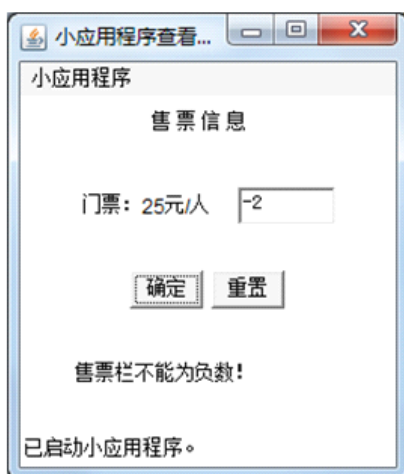 小应用程序查看...
小应用程序
售票信息
门票：25元/人 -2
确定 重置
售票栏不能为负数！
已启动小应用程序。